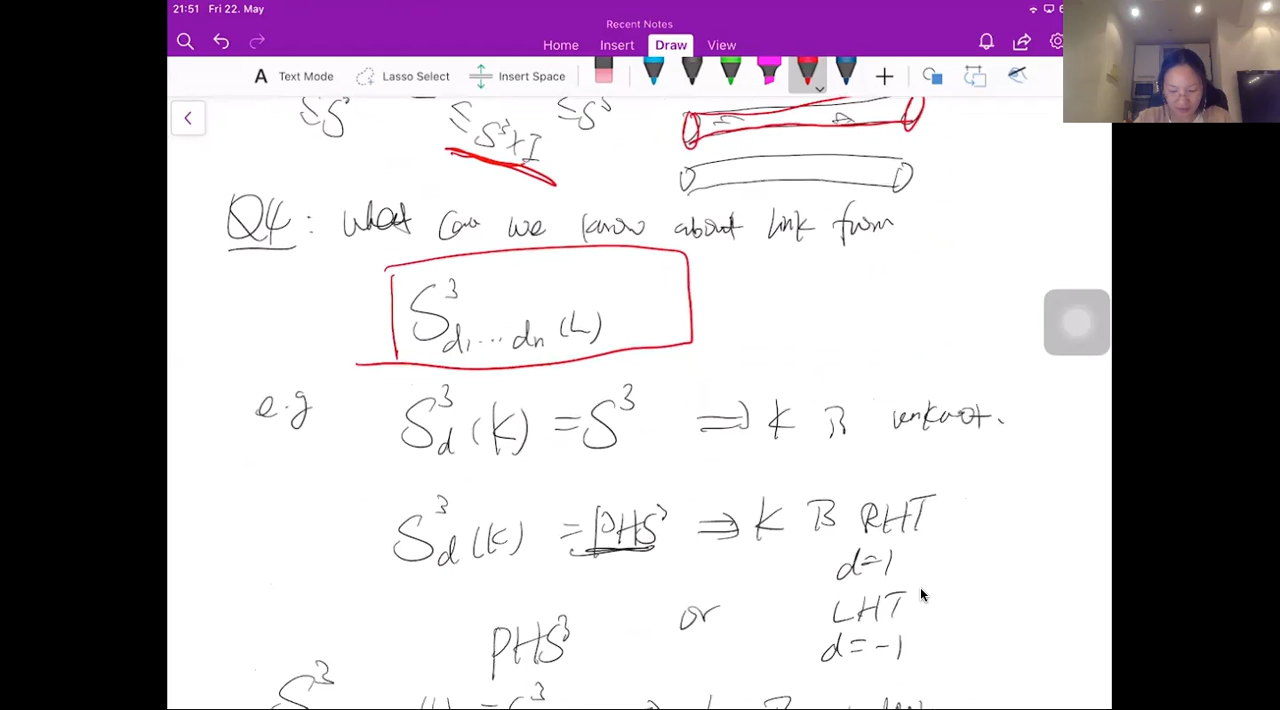 21:51 Fri 22. May
Recent Notes
Home Insert Draw View
Text Mode Lasso Select Insert Space
≤S³ ≤S³×I ≤S³
Q4: What can we know about link from
S³d₁...dₙ(L)
e.g S³d(K) = S³ ⟹ K is unknot.
S³d(K) = PHS³ ⟹ K is RHT
d=1
PHS³ or LHT
d=-1
S³